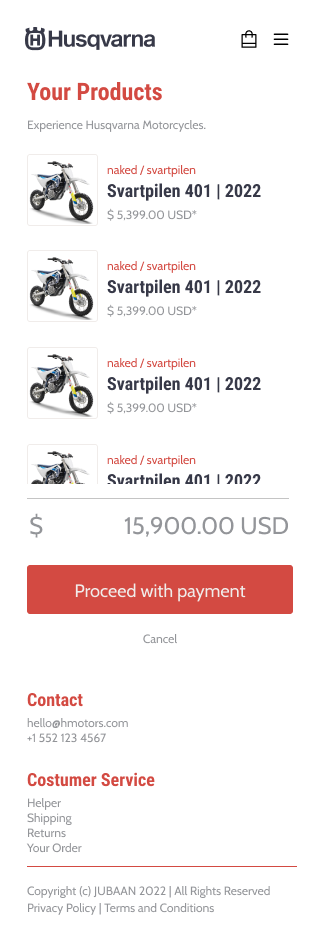 Husqvarna
Your Products
Experience Husqvarna Motorcycles.
naked / svartpilen
Svartpilen 401 | 2022
$ 5,399.00 USD*
naked / svartpilen
Svartpilen 401 | 2022
$ 5,399.00 USD*
naked / svartpilen
Svartpilen 401 | 2022
$ 5,399.00 USD*
naked / svartpilen
Svartpilen 401 | 2022
$ 15,900.00 USD
Proceed with payment
Cancel
Contact
hello@hmotors.com
+1 552 123 4567
Costumer Service
Helper
Shipping
Returns
Your Order
Copyright (c) JUBAAN 2022 | All Rights Reserved
Privacy Policy | Terms and Conditions